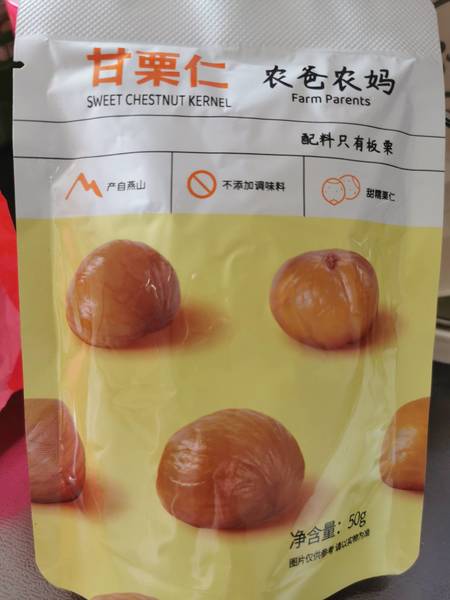 甘栗仁 农爸农妈
SWEET CHESTNUT KERNEL Farm Parents
配料只有板栗
产自燕山 不添加调味料 甜糯栗仁
净含量：50g
图片仅供参考 请以实物为准